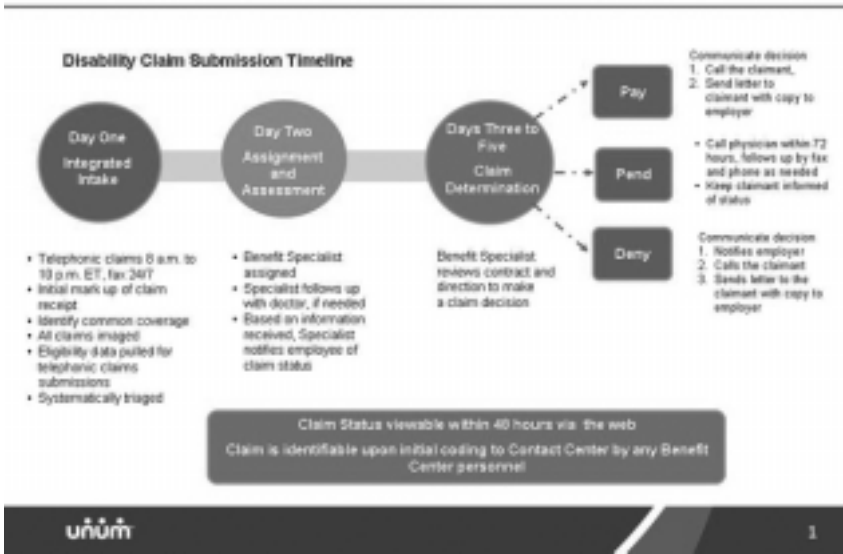 Disability Claim Submission Timeline
Day One
Integrated
Intake
• Telephonic claims 8 a.m. to
10 p.m. ET, fax 24/7
• Initial mark up of claim
receipt
• Identify common coverage
• All claims imaged
• Eligibility data pulled for
telephonic claims
submissions
• Systematically triaged
Day Two
Assignment
and
Assessment
• Benefit Specialist
assigned
• Specialist follows up
with doctor, if needed
• Based on information
received, Specialist
notifies employee of
claim status
Days Three to
Five
Claim
Determination
Benefit Specialist
reviews contract and
direction to make
a claim decision
Pay
Communicate decision
1. Call the claimant,
2. Send letter to
claimant with copy to
employer
Pend
• Call physician within 72
hours, follows up by fax
and phone as needed
• Keep claimant informed
of status
Deny
Communicate decision
1. Notifies employer
2. Calls the claimant
3. Sends letter to the
claimant with copy to
employer
Claim Status viewable within 48 hours via the web
Claim is identifiable upon initial coding to Contact Center by any Benefit
Center personnel
unum
1